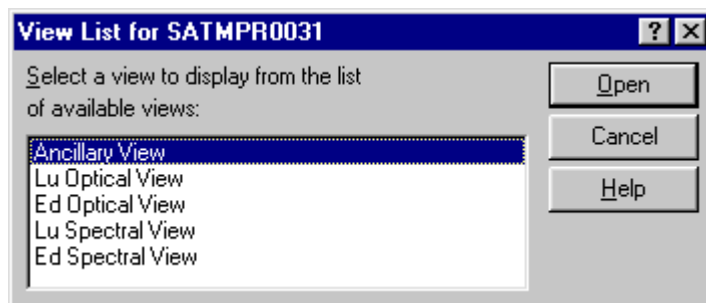 View List for SATMPR0031
Select a view to display from the list
of available views:
Open
Cancel
Help
Ancillary View
Lu Optical View
Ed Optical View
Lu Spectral View
Ed Spectral View